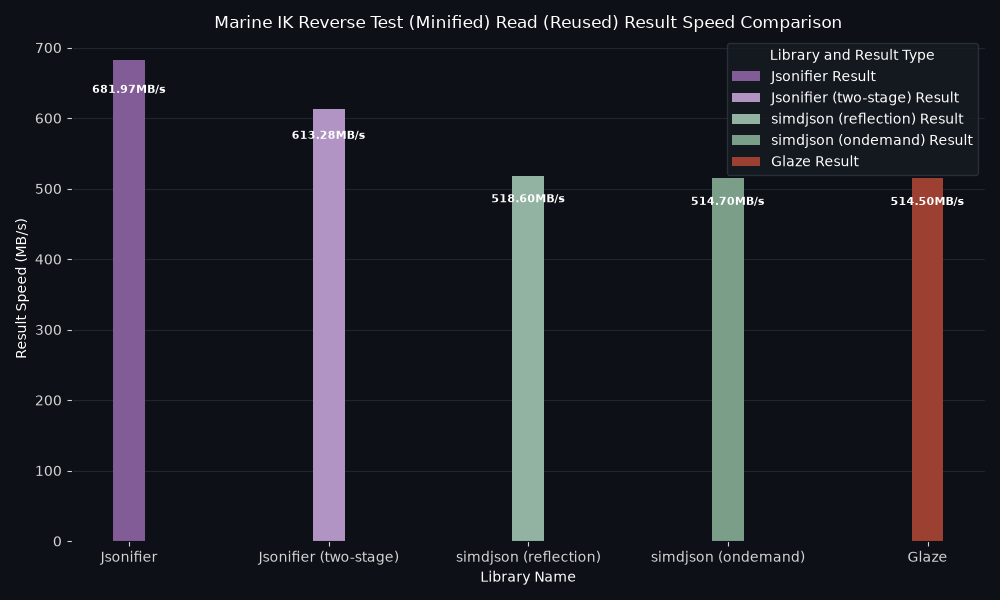 Marine IK Reverse Test (Minified) Read (Reused) Result Speed Comparison
Library and Result Type
Jsonifier Result
Jsonifier (two-stage) Result
simdjson (reflection) Result
simdjson (ondemand) Result
Glaze Result
Result Speed (MB/s)
700
600
500
400
300
200
100
0
681.97MB/s
613.28MB/s
518.60MB/s
514.70MB/s
514.50MB/s
Jsonifier
Jsonifier (two-stage)
simdjson (reflection)
simdjson (ondemand)
Glaze
Library Name